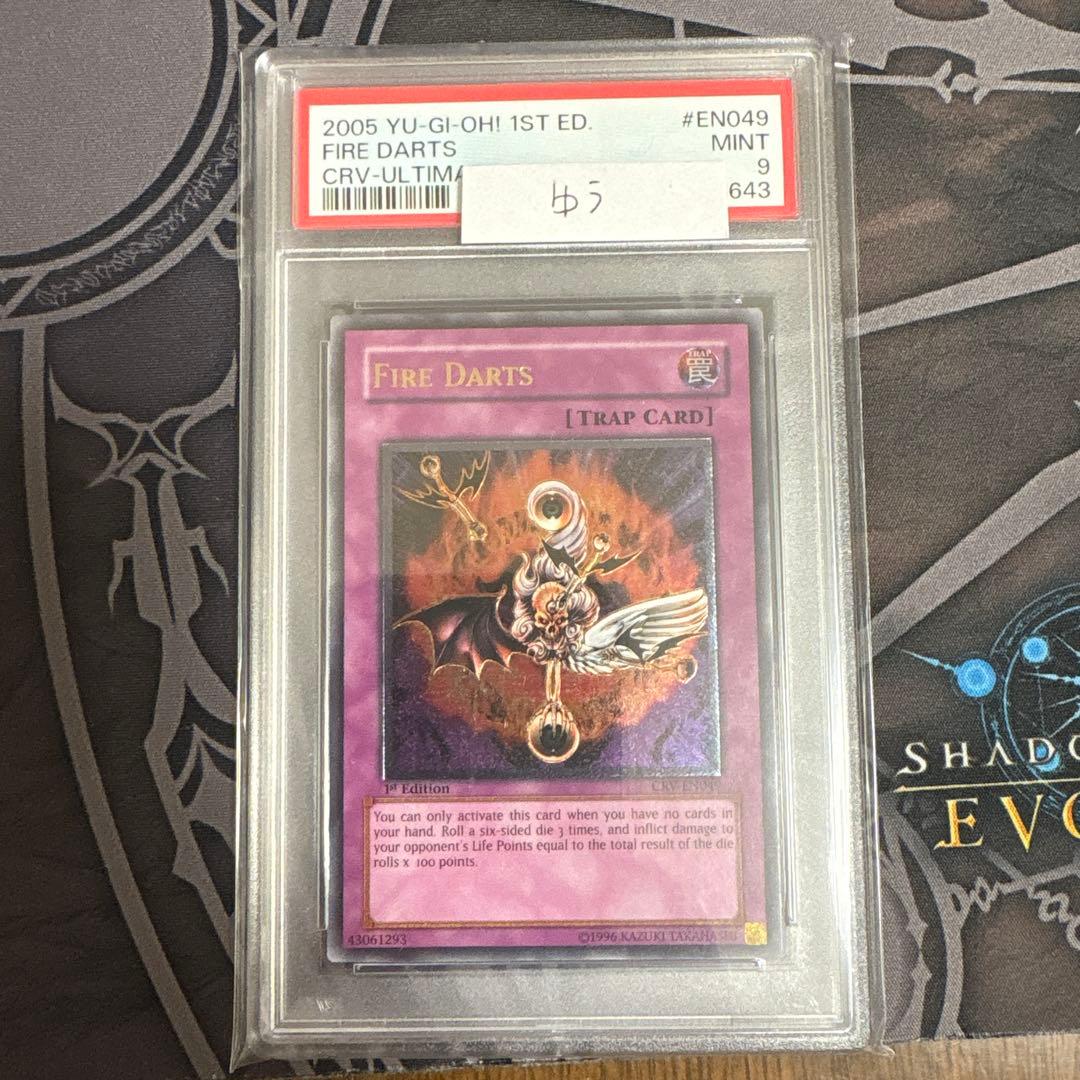 2005 YU-GI-OH! 1ST ED. #EN049
FIRE DARTS MINT
CRV-ULTIMA 9
643
ゆう
FIRE DARTS
TRAP
罠
[TRAP CARD]
1st Edition CRV-EN049
You can only activate this card when you have no cards in
your hand. Roll a six-sided die 3 times, and inflict damage to
your opponent's Life Points equal to the total result of the die
rolls x 100 points.
43061293 ©1996 KAZUKI TAKAHASHI
SHADO
EVO